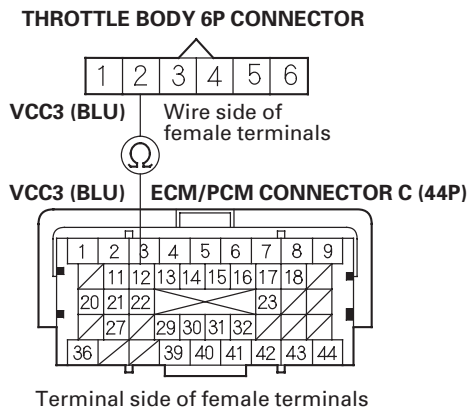 THROTTLE BODY 6P CONNECTOR
1 2 3 4 5 6
VCC3 (BLU) Wire side of
female terminals
Ω
VCC3 (BLU) ECM/PCM CONNECTOR C (44P)
1 2 3 4 5 6 7 8 9
11 12 13 14 15 16 17 18
20 21 22 23
27 29 30 31 32
36 39 40 41 42 43 44
Terminal side of female terminals